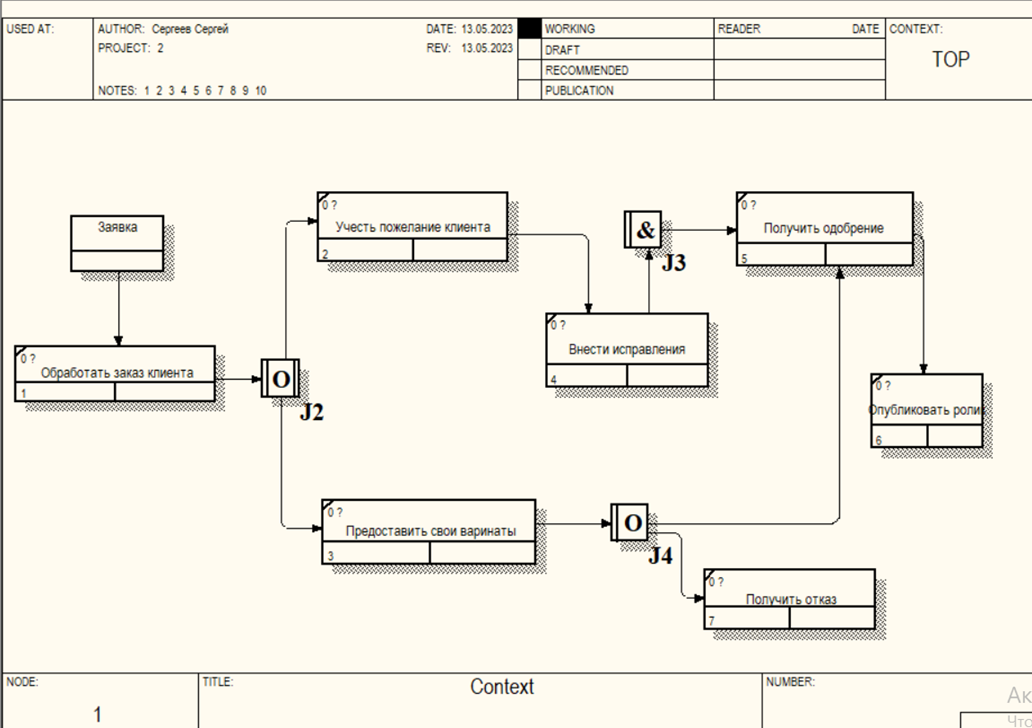 USED AT:
AUTHOR: Сергеев Сергей
DATE: 13.05.2023
WORKING
READER
DATE
CONTEXT:
PROJECT: 2
REV: 13.05.2023
DRAFT
TOP
RECOMMENDED
NOTES: 1 2 3 4 5 6 7 8 9 10
PUBLICATION
Заявка
0 ?
Учесть пожелание клиента
2
&
J3
0 ?
Получить одобрение
5
0 ?
Внести исправления
4
0 ?
Обработать заказ клиента
1
O
J2
0 ?
Опубликовать роли
6
0 ?
Предоставить свои варинаты
3
O
J4
0 ?
Получить отказ
7
NODE:
1
TITLE:
Context
NUMBER:
Ак
Что